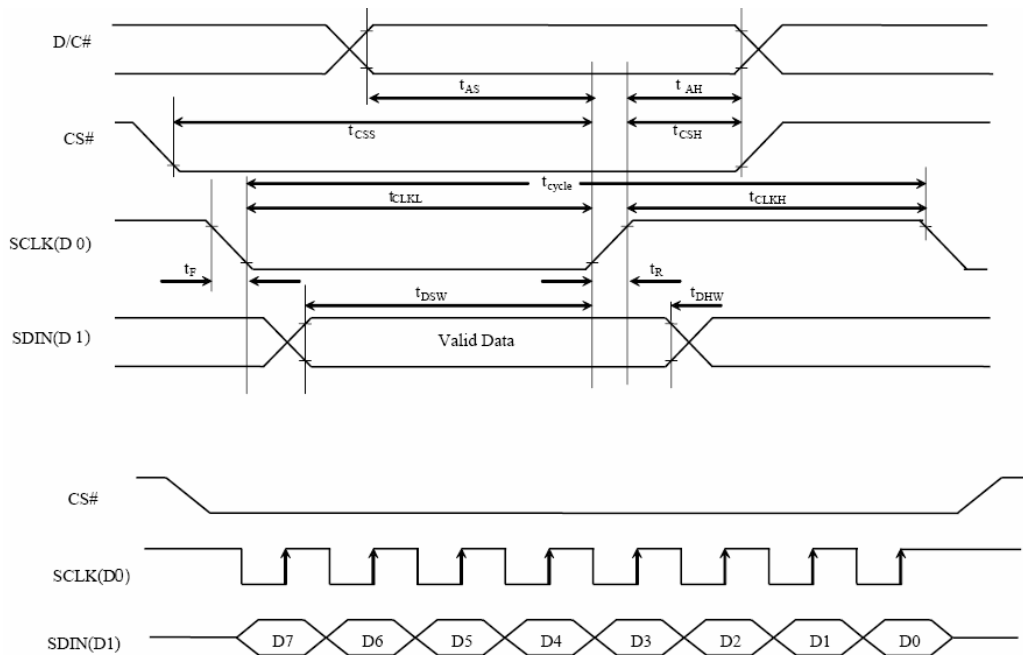 D/C#
tAS
t AH
tCSS
tCSH
CS#
tcycle
tCLKL
tCLKH
SCLK(D 0)
tF
tR
tDSW
tDHW
SDIN(D 1)
Valid Data
CS#
SCLK(D0)
SDIN(D1)
D7 D6 D5 D4 D3 D2 D1 D0